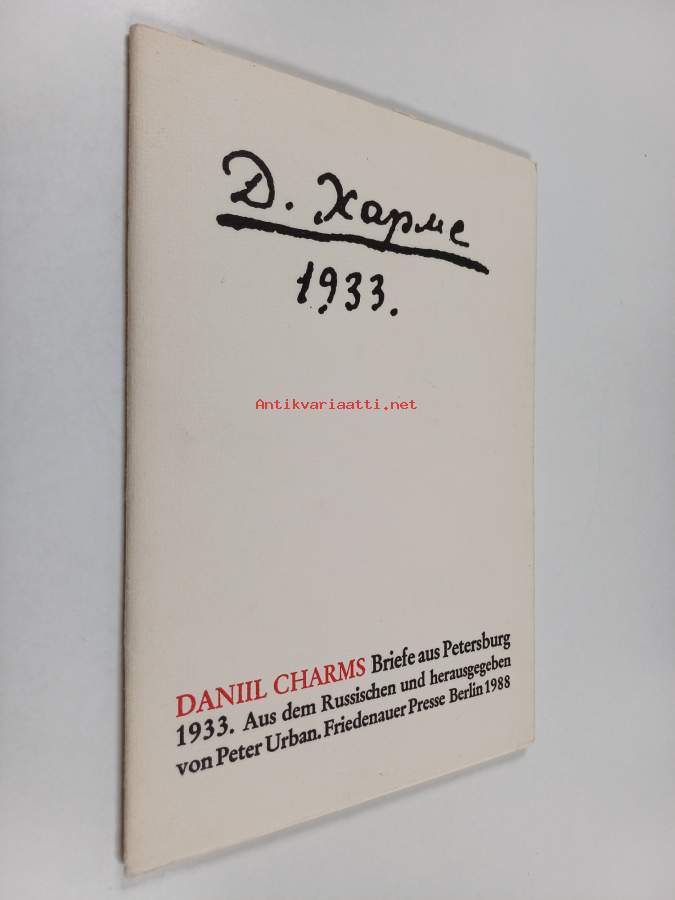 Д. Хармс
1933.
Antikvariaatti.net
DANIIL CHARMS Briefe aus Petersburg
1933. Aus dem Russischen und herausgegeben
von Peter Urban. Friedenauer Presse Berlin 1988